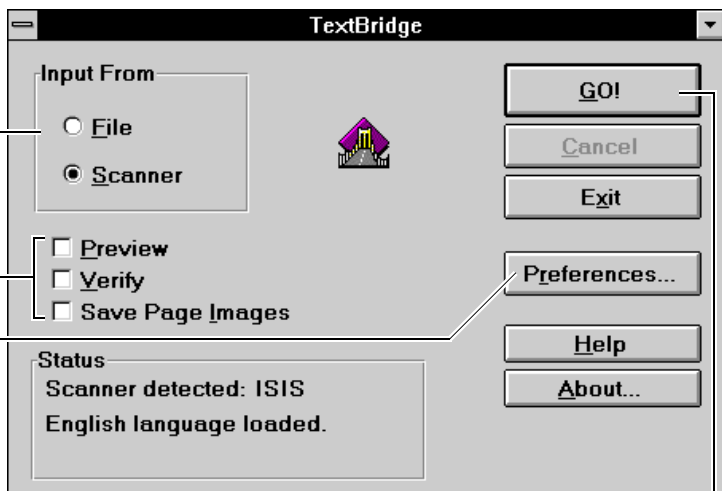 TextBridge
Input From
File
Scanner
Preview
Verify
Save Page Images
Status
Scanner detected: ISIS
English language loaded.
GO!
Cancel
Exit
Preferences...
Help
About...